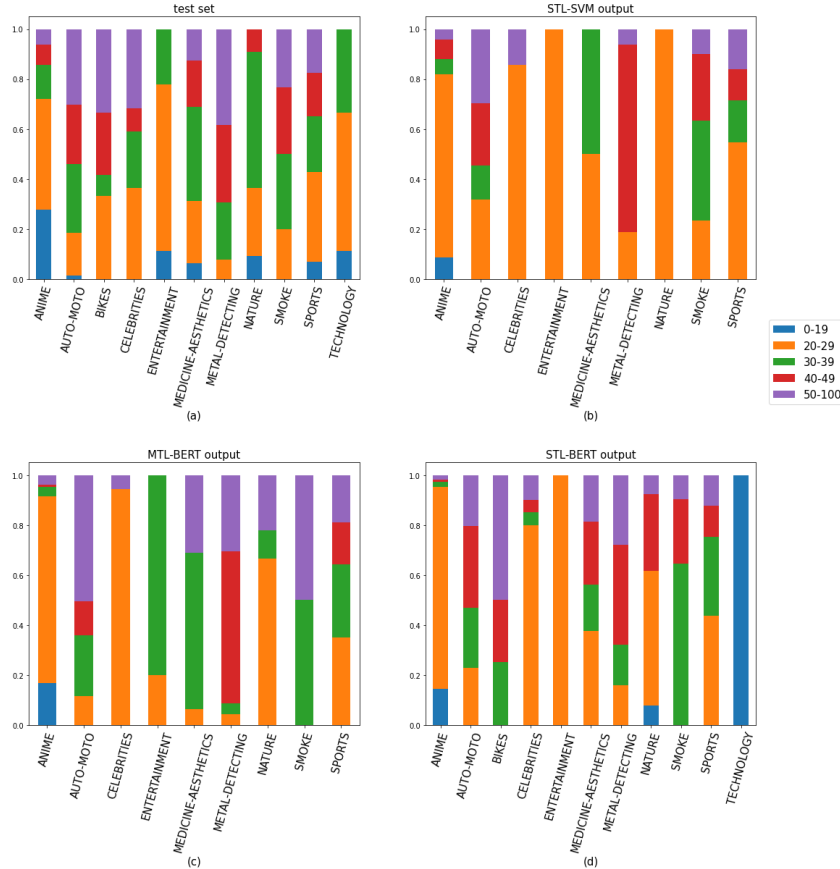 test set
1.0
0.8
0.6
0.4
0.2
0.0
ANIME
AUTO-MOTO
BIKES
CELEBRITIES
ENTERTAINMENT
MEDICINE-AESTHETICS
METAL-DETECTING
NATURE
SMOKE
SPORTS
TECHNOLOGY
(a)
STL-SVM output
1.0
0.8
0.6
0.4
0.2
0.0
ANIME
AUTO-MOTO
CELEBRITIES
ENTERTAINMENT
MEDICINE-AESTHETICS
METAL-DETECTING
NATURE
SMOKE
SPORTS
(b)
0-19
20-29
30-39
40-49
50-100
MTL-BERT output
1.0
0.8
0.6
0.4
0.2
0.0
ANIME
AUTO-MOTO
CELEBRITIES
ENTERTAINMENT
MEDICINE-AESTHETICS
METAL-DETECTING
NATURE
SMOKE
SPORTS
(c)
STL-BERT output
1.0
0.8
0.6
0.4
0.2
0.0
ANIME
AUTO-MOTO
BIKES
CELEBRITIES
ENTERTAINMENT
MEDICINE-AESTHETICS
METAL-DETECTING
NATURE
SMOKE
SPORTS
TECHNOLOGY
(d)